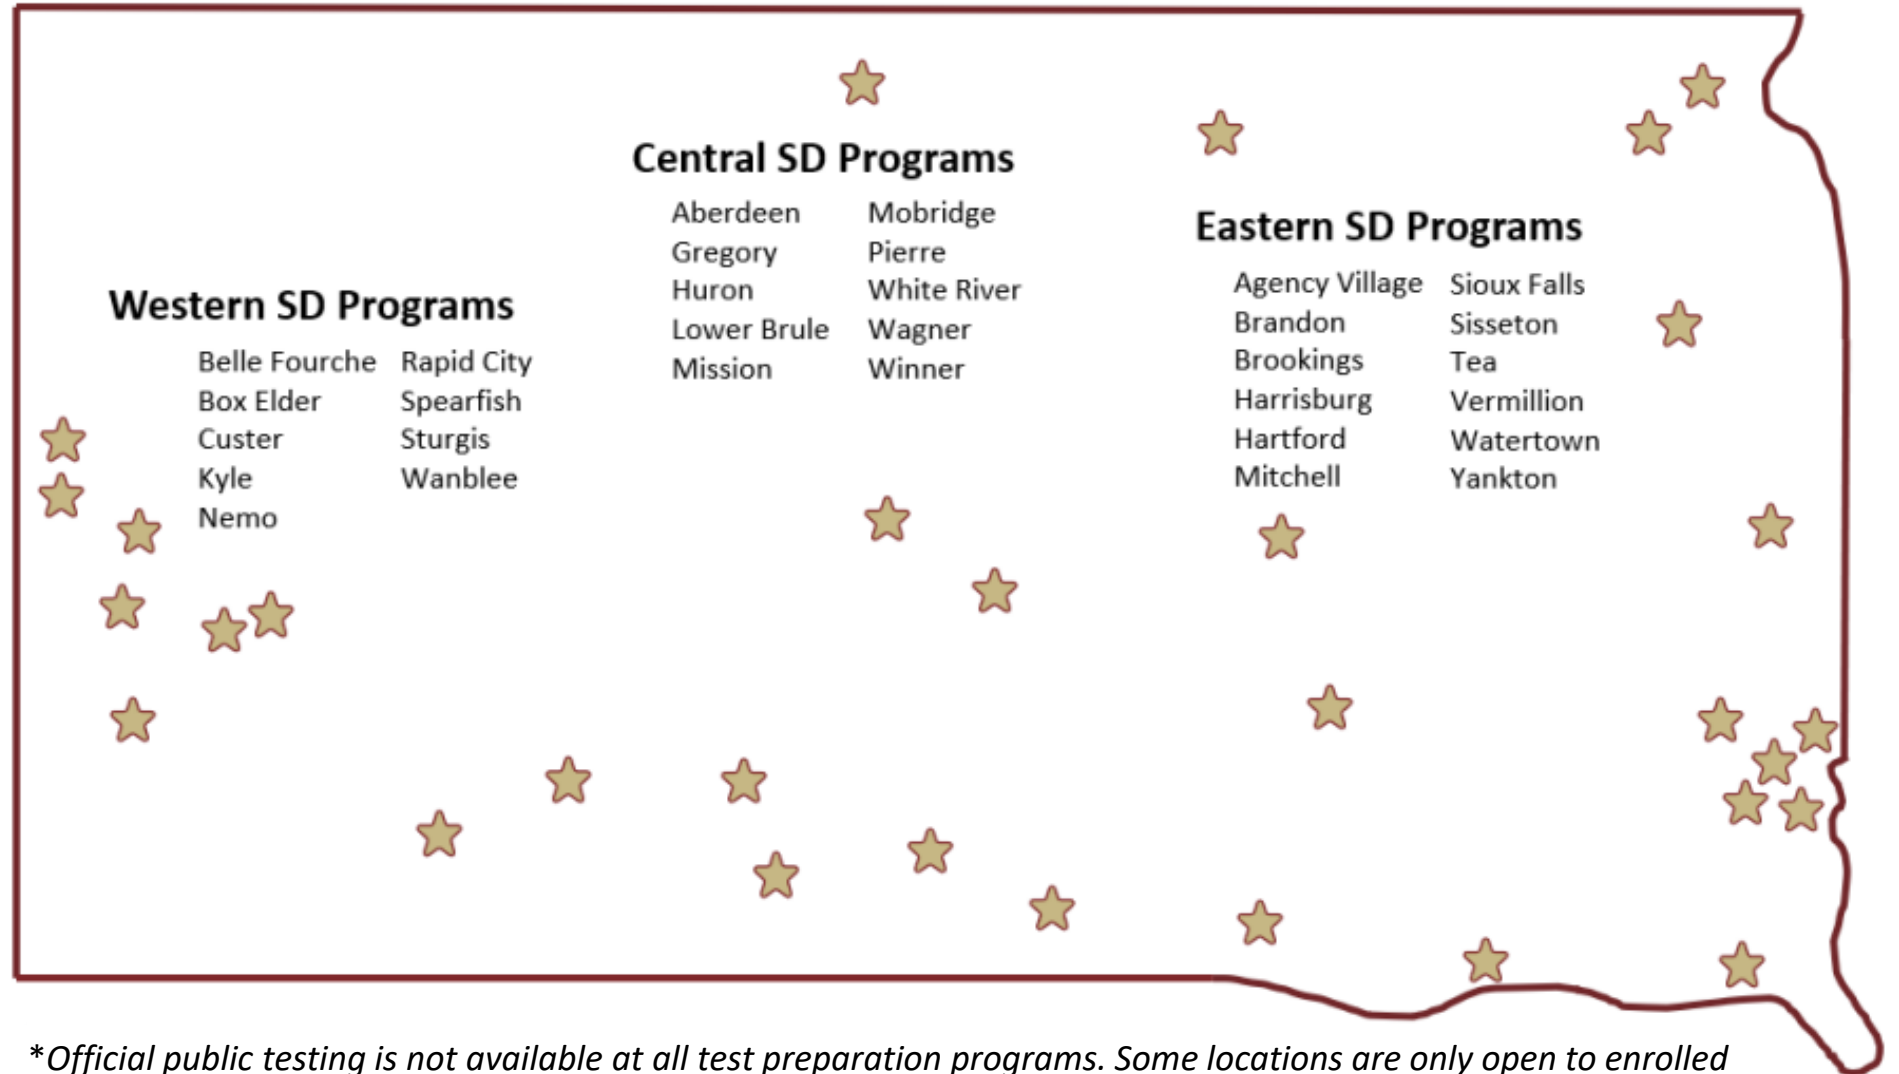 Central SD Programs
Aberdeen Mobridge
Gregory Pierre
Huron White River
Lower Brule Wagner
Mission Winner
Eastern SD Programs
Agency Village Sioux Falls
Brandon Sisseton
Brookings Tea
Harrisburg Vermillion
Hartford Watertown
Mitchell Yankton
Western SD Programs
Belle Fourche Rapid City
Box Elder Spearfish
Custer Sturgis
Kyle Wanblee
Nemo
*Official public testing is not available at all test preparation programs. Some locations are only open to enrolled